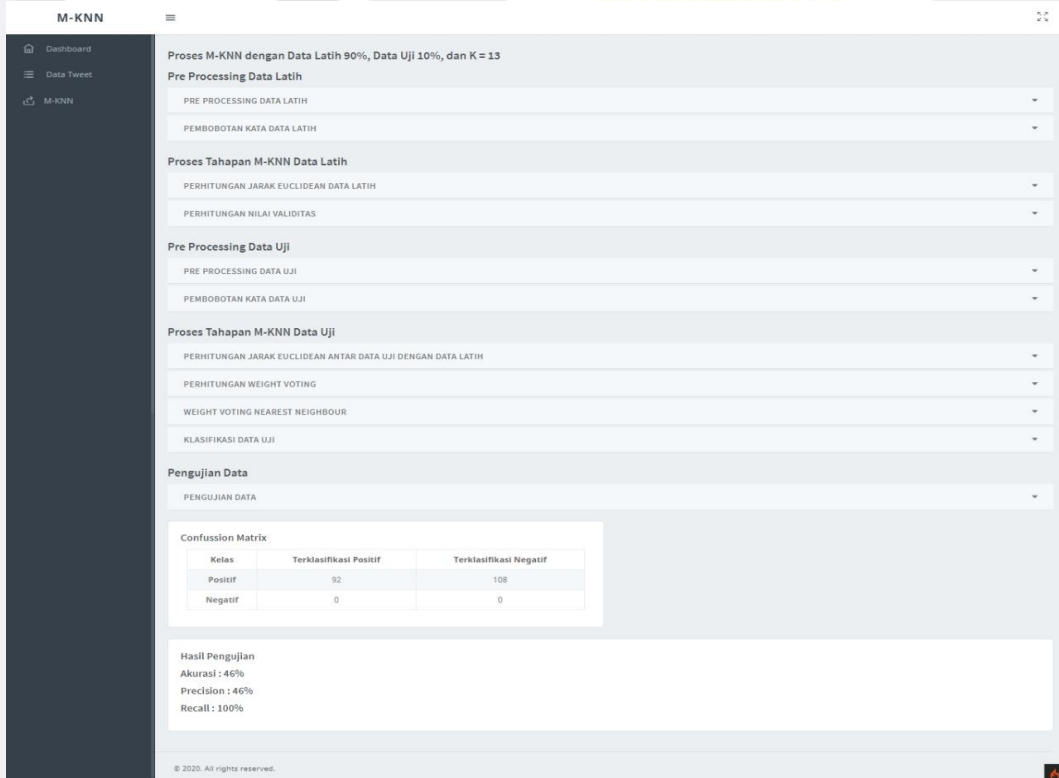 M-KNN
Dashboard
Data Tweet
M-KNN
Proses M-KNN dengan Data Latih 90%, Data Uji 10%, dan K = 13
Pre Processing Data Latih
PRE PROCESSING DATA LATIH
PEMBOBOTAN KATA DATA LATIH
Proses Tahapan M-KNN Data Latih
PERHITUNGAN JARAK EUCLIDEAN DATA LATIH
PERHITUNGAN NILAI VALIDITAS
Pre Processing Data Uji
PRE PROCESSING DATA UJI
PEMBOBOTAN KATA DATA UJI
Proses Tahapan M-KNN Data Uji
PERHITUNGAN JARAK EUCLIDEAN ANTAR DATA UJI DENGAN DATA LATIH
PERHITUNGAN WEIGHT VOTING
WEIGHT VOTING NEAREST NEIGHBOUR
KLASIFIKASI DATA UJI
Pengujian Data
PENGUJIAN DATA
Confussion Matrix
Kelas Terklasifikasi Positif Terklasifikasi Negatif
Positif 92 108
Negatif 0 0
Hasil Pengujian
Akurasi : 46%
Precision : 46%
Recall : 100%
© 2020. All rights reserved.